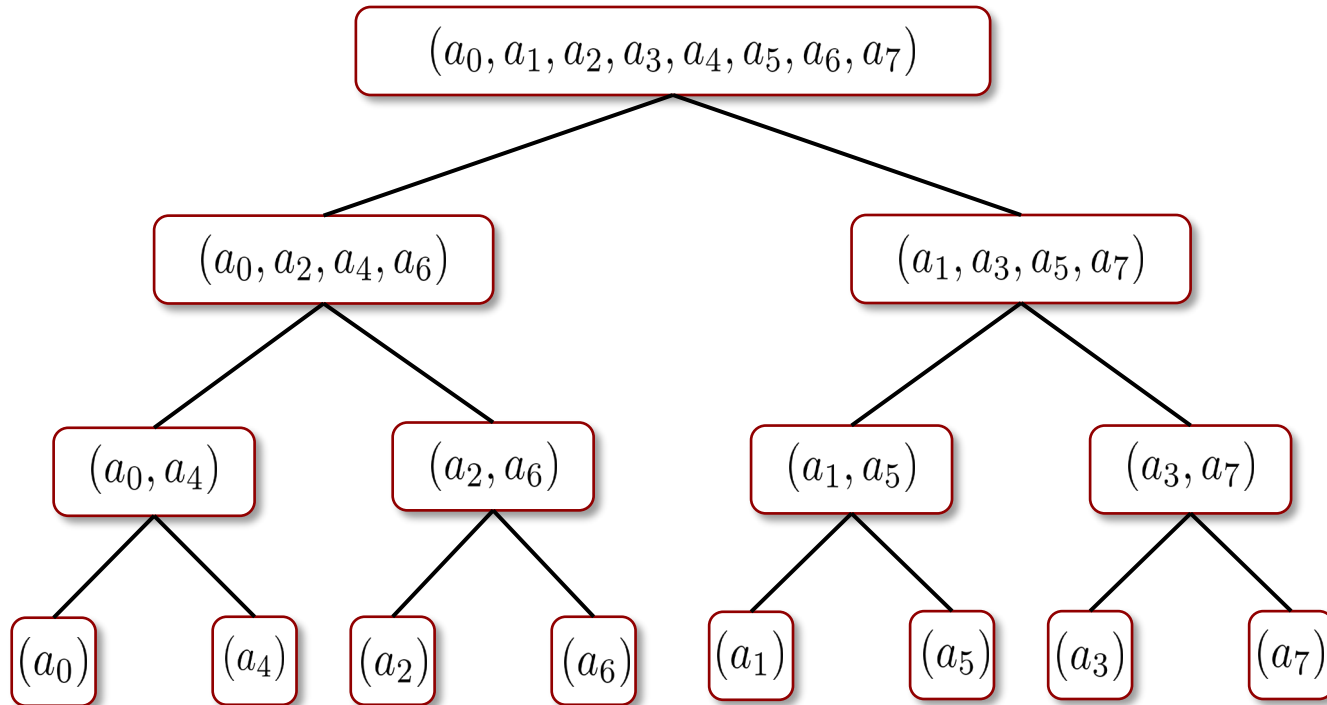 (a₀, a₁, a₂, a₃, a₄, a₅, a₆, a₇)
(a₀, a₂, a₄, a₆) (a₁, a₃, a₅, a₇)
(a₀, a₄) (a₂, a₆) (a₁, a₅) (a₃, a₇)
(a₀) (a₄) (a₂) (a₆) (a₁) (a₅) (a₃) (a₇)